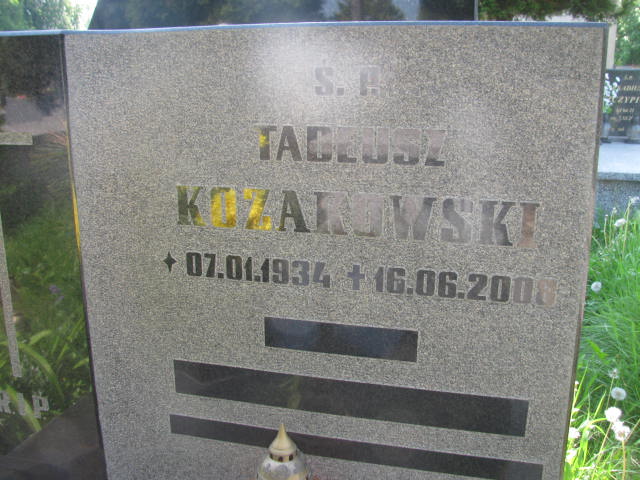 Ś. P.
TADEUSZ
KOZAKOWSKI
07.01.1934 16.06.2008